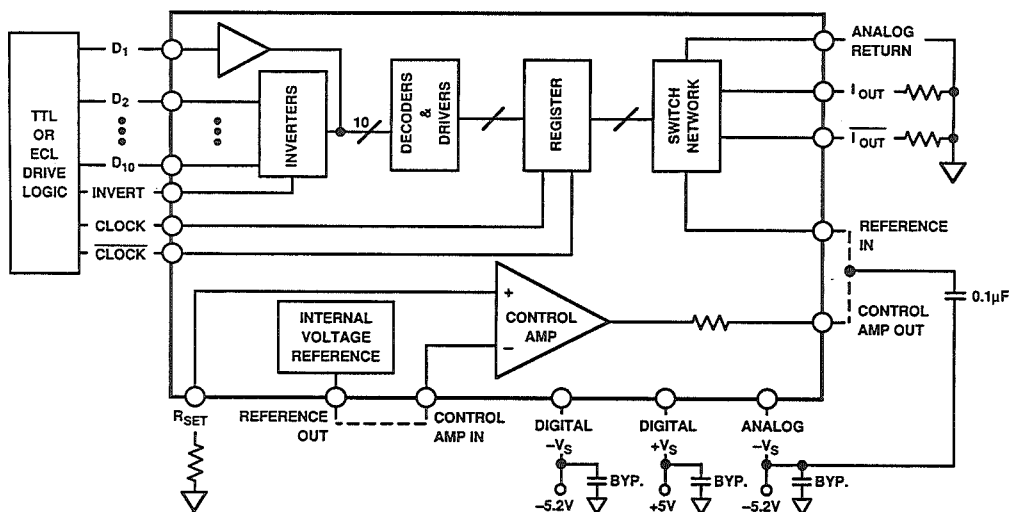 TTL
OR
ECL
DRIVE
LOGIC
D1
D2
D10
INVERT
CLOCK
CLOCK
INVERTERS
10
DECODERS
&
DRIVERS
REGISTER
SWITCH
NETWORK
ANALOG
RETURN
IOUT
IOUT
REFERENCE
IN
0.1µF
CONTROL
AMP OUT
+
CONTROL
AMP
–
INTERNAL
VOLTAGE
REFERENCE
RSET
REFERENCE
OUT
CONTROL
AMP IN
DIGITAL
–VS
BYP.
–5.2V
DIGITAL
+VS
BYP.
+5V
ANALOG
–VS
BYP.
–5.2V